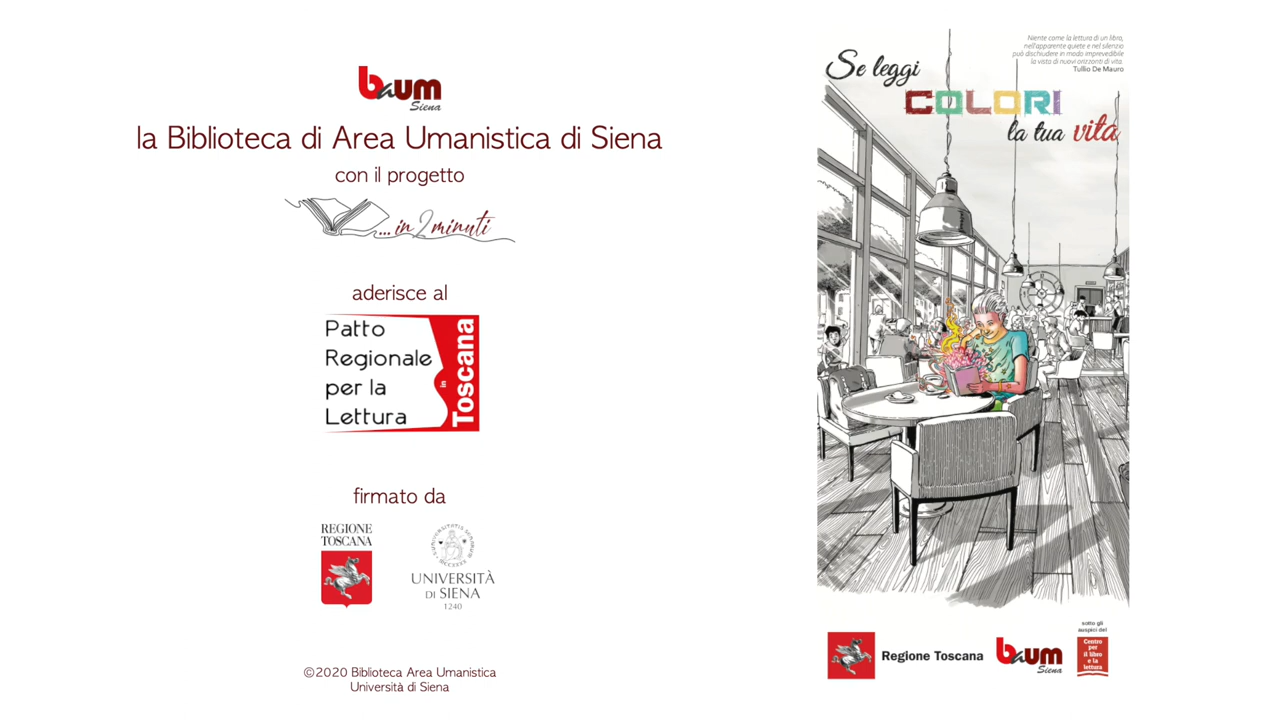 baum
Siena
la Biblioteca di Area Umanistica di Siena
con il progetto
...in 2 minuti
aderisce al
Patto
Regionale
per la
Lettura
in
Toscana
firmato da
REGIONE
TOSCANA
UNIVERSITÀ
DI SIENA
1240
©2020 Biblioteca Area Umanistica
Università di Siena
Niente come la lettura di un libro,
nell'apparente quiete e nel silenzio
può dischiudere in modo imprevedibile
la vista di nuovi orizzonti di vita.
Tullio De Mauro
Se leggi
COLORI
la tua vita
sotto gli
auspici del
Regione Toscana
baum
Siena
Centro
per
il libro
e la
lettura